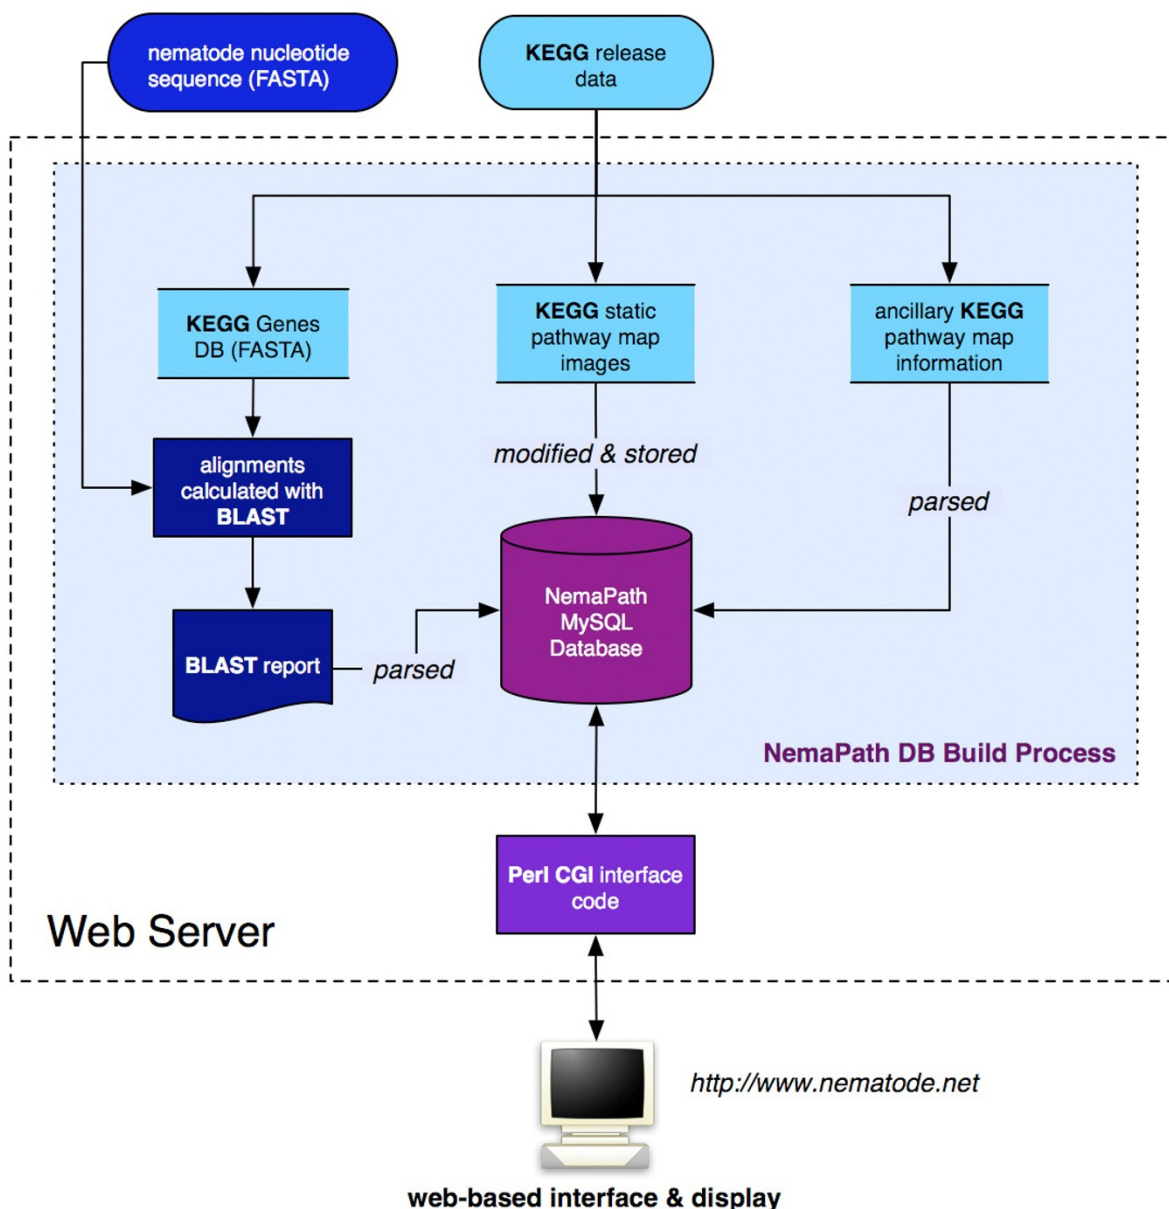 nematode nucleotide
sequence (FASTA)
KEGG release
data
KEGG Genes
DB (FASTA)
KEGG static
pathway map
images
ancillary KEGG
pathway map
information
alignments
calculated with
BLAST
modified & stored
parsed
BLAST report
parsed
NemaPath
MySQL
Database
NemaPath DB Build Process
Perl CGI interface
code
Web Server
http://www.nematode.net
web-based interface & display